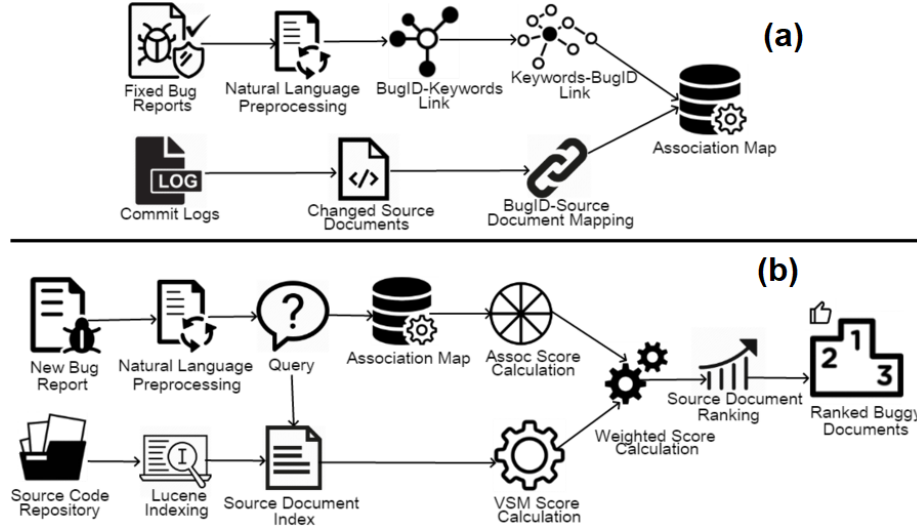 (a)
Fixed Bug
Reports
Natural Language
Preprocessing
BugID-Keywords
Link
Keywords-BugID
Link
Association Map
LOG
Commit Logs
</>
Changed Source
Documents
BugID-Source
Document Mapping
(b)
New Bug
Report
Natural Language
Preprocessing
?
Query
Association Map
Assoc Score
Calculation
Weighted Score
Calculation
Source Document
Ranking
1
2
3
Ranked Buggy
Documents
Source Code
Repository
I
Lucene
Indexing
Source Document
Index
VSM Score
Calculation